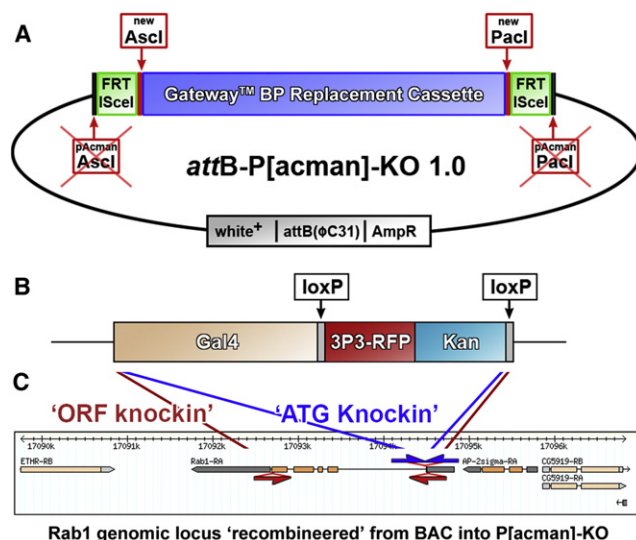 A
new
AscI
new
PacI
FRT
ISceI
Gateway™ BP Replacement Cassette
FRT
ISceI
pAcman
AscI
attB-P[acman]-KO 1.0
pAcman
PacI
white+ | attB(ϕC31) | AmpR
B
loxP
loxP
Gal4
3P3-RFP
Kan
C
'ORF knockin'
'ATG Knockin'
17090k
17091k
17092k
17093k
17095k
17096k
ETHR-RB
Rab1-RA
AP-2sigma-RA
CG5919-RB
CG5919-RA
Rab1 genomic locus 'recombineered' from BAC into P[acman]-KO